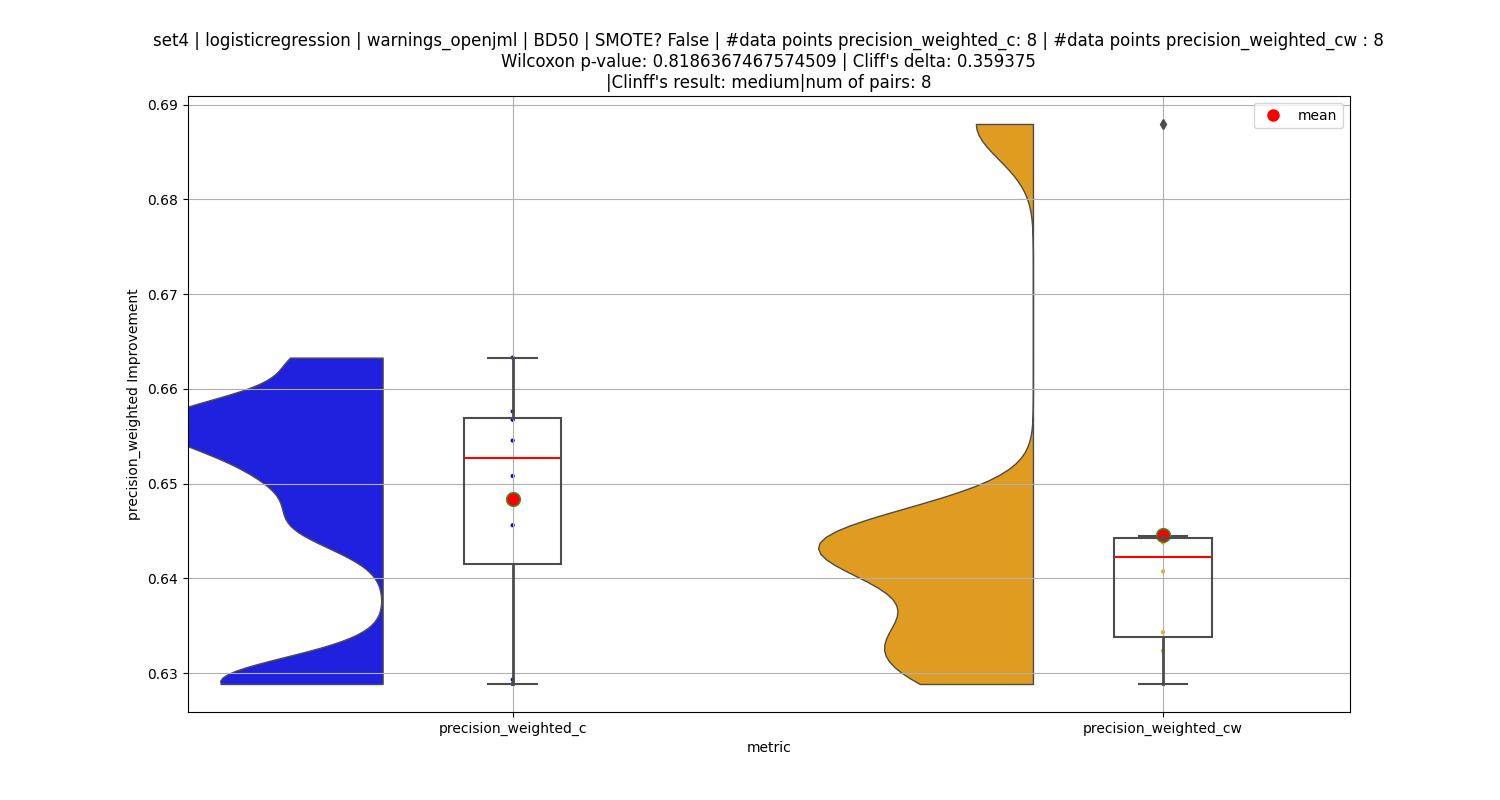 set4 | logisticregression | warnings_openjml | BD50 | SMOTE? False | #data points precision_weighted_c: 8 | #data points precision_weighted_cw : 8
Wilcoxon p-value: 0.8186367467574509 | Cliff's delta: 0.359375
|Clinff's result: medium|num of pairs: 8
mean
0.69
0.68
0.67
0.66
0.65
0.64
0.63
precision_weighted Improvement
precision_weighted_c
precision_weighted_cw
metric